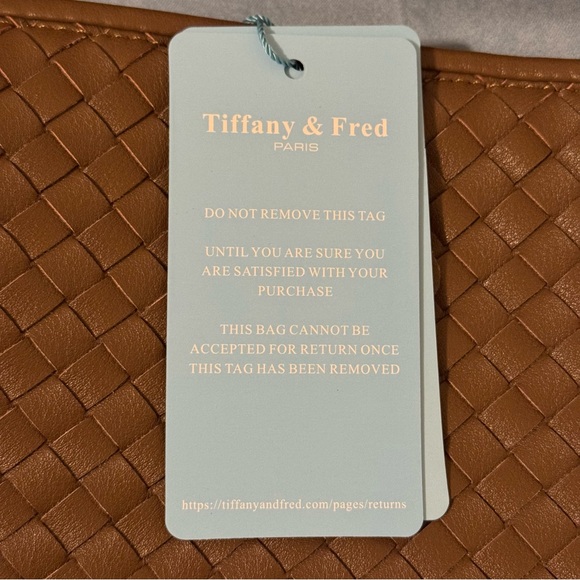 Tiffany & Fred
PARIS
DO NOT REMOVE THIS TAG
UNTIL YOU ARE SURE YOU
ARE SATISFIED WITH YOUR
PURCHASE
THIS BAG CANNOT BE
ACCEPTED FOR RETURN ONCE
THIS TAG HAS BEEN REMOVED
https://tiffanyandfred.com/pages/returns